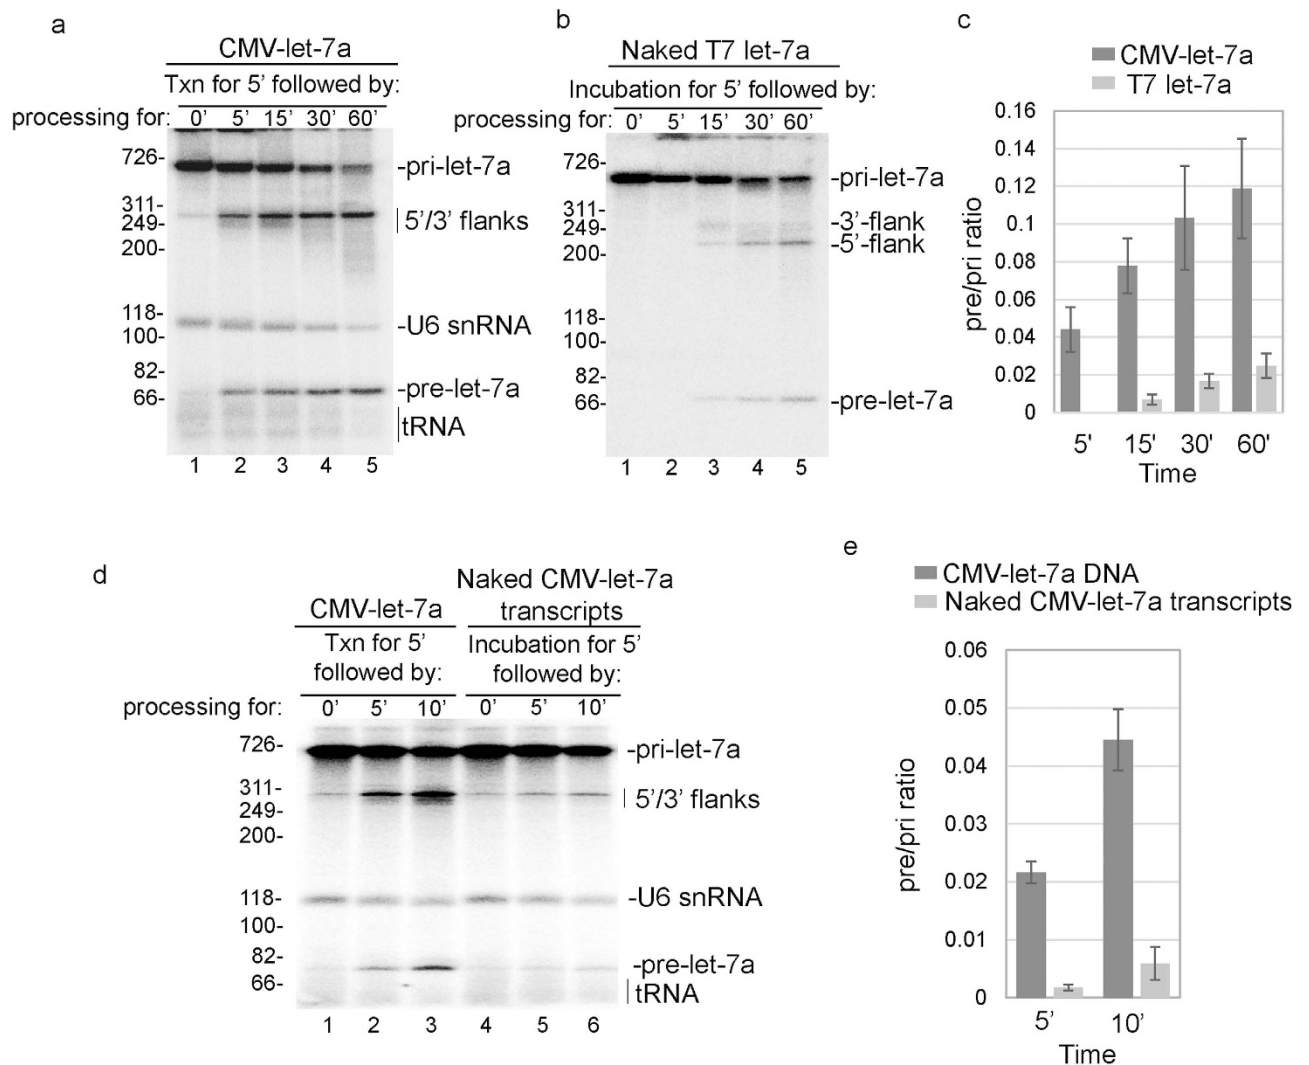 a
CMV-let-7a
Txn for 5' followed by:
processing for: 0' 5' 15' 30' 60'
726-
311-
249-
200-
118-
100-
82-
66-
-pri-let-7a
5'/3' flanks
-U6 snRNA
-pre-let-7a
tRNA
1 2 3 4 5
b
Naked T7 let-7a
Incubation for 5' followed by:
processing for: 0' 5' 15' 30' 60'
726-
311-
249-
200-
118-
100-
82-
66-
-pri-let-7a
-3'-flank
-5'-flank
-pre-let-7a
1 2 3 4 5
c
CMV-let-7a
T7 let-7a
pre/pri ratio
0.16
0.14
0.12
0.1
0.08
0.06
0.04
0.02
0
5' 15' 30' 60'
Time
d
CMV-let-7a
Txn for 5'
followed by:
Naked CMV-let-7a
transcripts
Incubation for 5'
followed by:
processing for: 0' 5' 10' 0' 5' 10'
726-
311-
249-
200-
118-
100-
82-
66-
-pri-let-7a
5'/3' flanks
-U6 snRNA
-pre-let-7a
tRNA
1 2 3 4 5 6
e
CMV-let-7a DNA
Naked CMV-let-7a transcripts
pre/pri ratio
0.06
0.05
0.04
0.03
0.02
0.01
0
5' 10'
Time